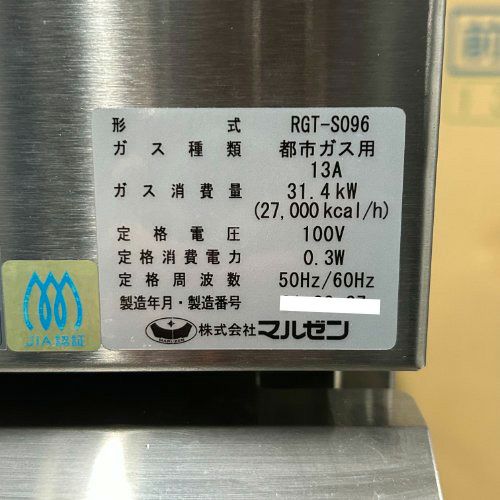 形式 RGT-S096
ガス種類 都市ガス用
13A
ガス消費量 31.4kW
(27,000kcal/h)
定格電圧 100V
定格消費電力 0.3W
定格周波数 50Hz/60Hz
製造年月・製造番号
MARUZEN 株式会社マルゼン
JIA認証